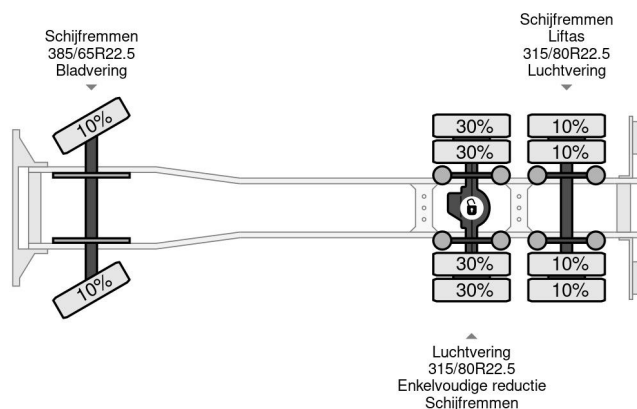 Schijfremmen
385/65R22.5
Bladvering
Schijfremmen
Liftas
315/80R22.5
Luchtvering
10%
30%
10%
30%
10%
30%
10%
10%
30%
10%
Luchtvering
315/80R22.5
Enkelvoudige reductie
Schijfremmen